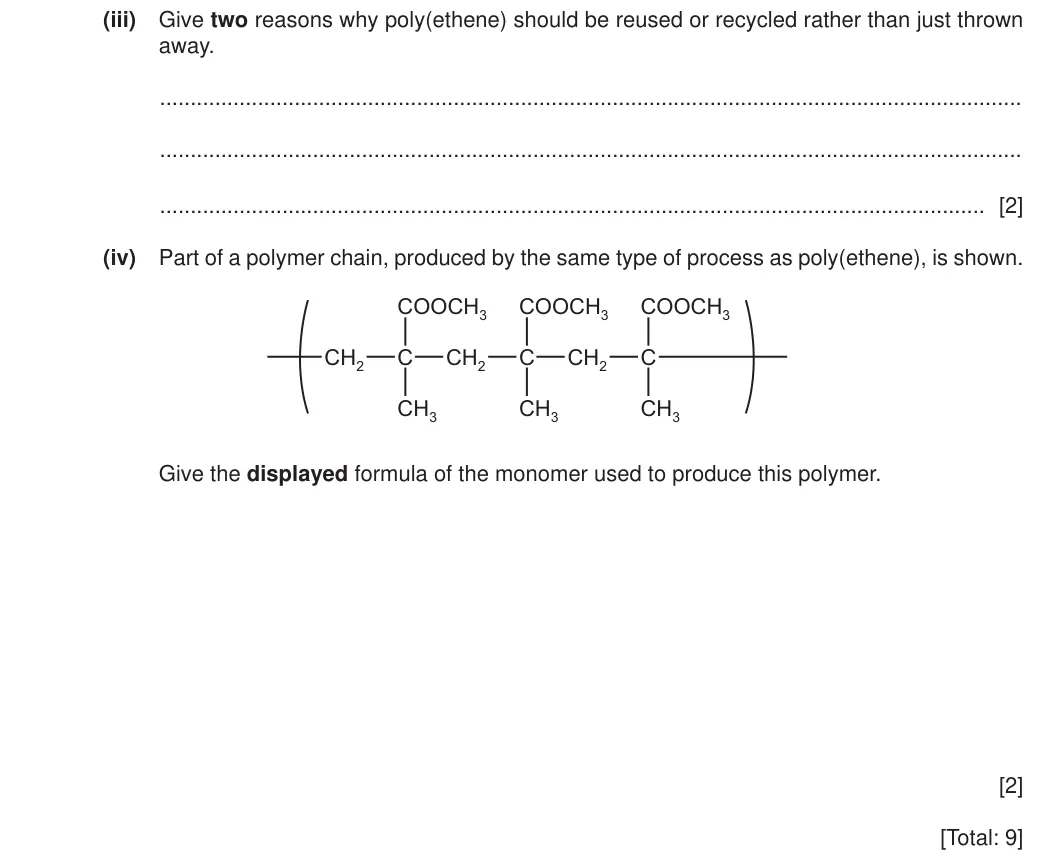 (iii) Give two reasons why poly(ethene) should be reused or recycled rather than just thrown
away.
................................................................................
................................................................................
................................................................................ [2]
(iv) Part of a polymer chain, produced by the same type of process as poly(ethene), is shown.
COOCH₃ COOCH₃ COOCH₃
CH₂ C CH₂ C CH₂ C
CH₃ CH₃ CH₃
Give the displayed formula of the monomer used to produce this polymer.
[2]
[Total: 9]